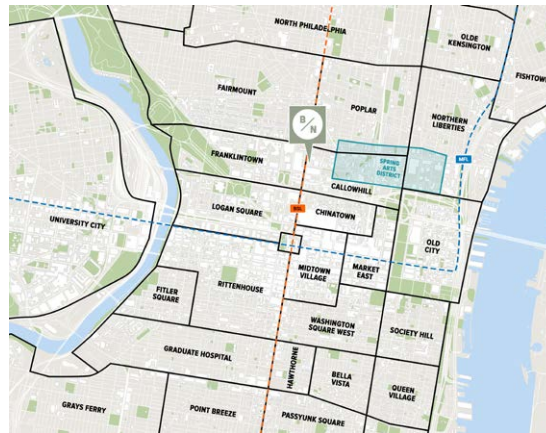 NORTH PHILADELPHIA
OLDE
KENSINGTON
FISHTOWN
FAIRMOUNT
POPLAR
NORTHERN
LIBERTIES
B/N
FRANKLINTOWN
SPRING
ARTS
DISTRICT
MFL
CALLOWHILL
LOGAN SQUARE
BSL
CHINATOWN
UNIVERSITY CITY
OLD
CITY
MIDTOWN
VILLAGE
MARKET
EAST
FITLER
SQUARE
RITTENHOUSE
WASHINGTON
SQUARE WEST
SOCIETY HILL
GRADUATE HOSPITAL
HAWTHORNE
BELLA
VISTA
QUEEN
VILLAGE
GRAYS FERRY
POINT BREEZE
PASSYUNK SQUARE